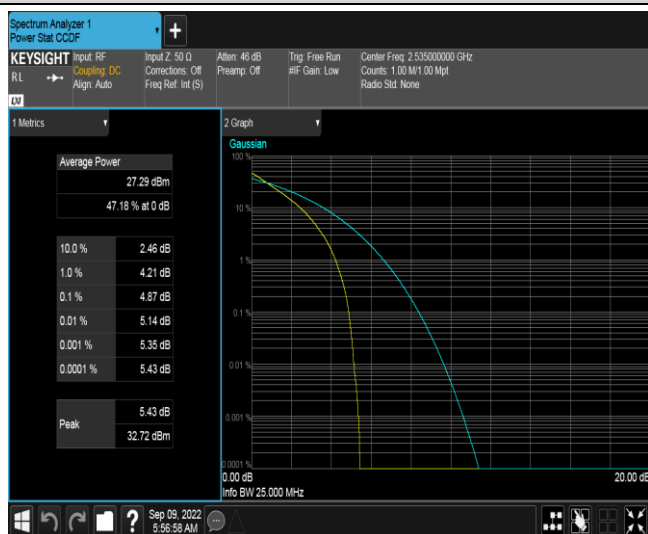 Spectrum Analyzer 1
Power Stat CCDF
+
KEYSIGHT
RL
LXI
Input: RF
Coupling: DC
Align: Auto
Input Z: 50 Ω
Corrections: Off
Freq Ref: Int (S)
Atten: 46 dB
Preamp: Off
Trig: Free Run
#IF Gain: Low
Center Freq: 2.535000000 GHz
Counts: 1.00 M/1.00 Mpt
Radio Std: None
1 Metrics
Average Power
27.29 dBm
47.18 % at 0 dB
10.0 % 2.46 dB
1.0 % 4.21 dB
0.1 % 4.87 dB
0.01 % 5.14 dB
0.001 % 5.35 dB
0.0001 % 5.43 dB
Peak
5.43 dB
32.72 dBm
2 Graph
Gaussian
100 %
10 %
1 %
0.1 %
0.01 %
0.001 %
0.0001 %
0.00 dB
20.00 dB
Info BW 25.000 MHz
?
Sep 09, 2022
5:56:58 AM